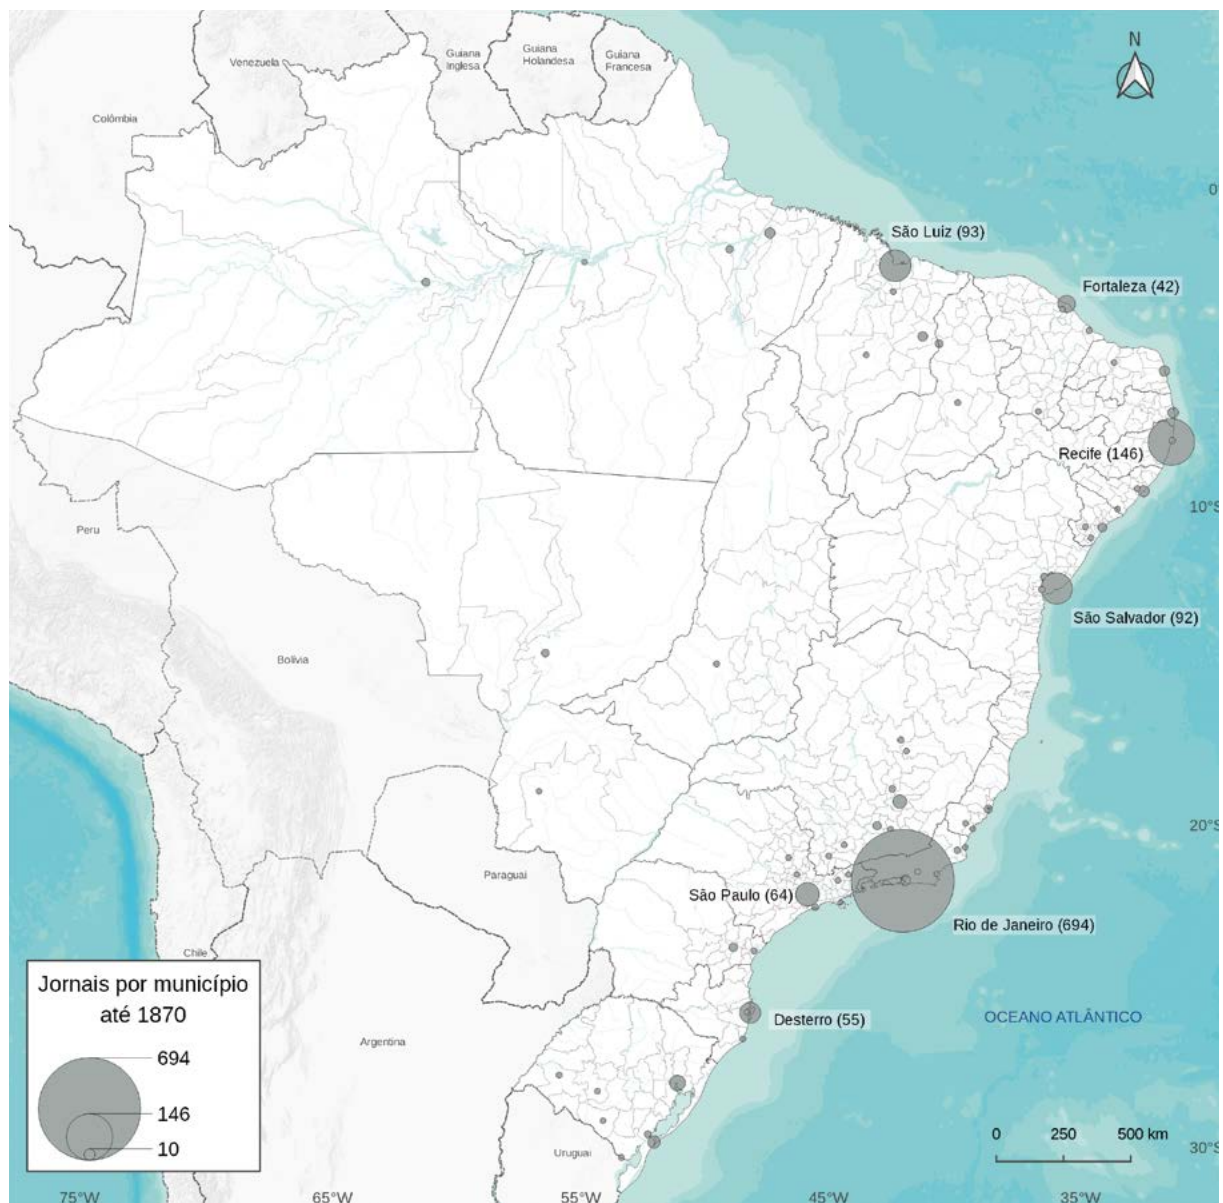 N
Venezuela
Guiana
Inglesa
Guiana
Holandesa
Guiana
Francesa
Colômbia
0
São Luiz (93)
Fortaleza (42)
Recife (146)
10°S
Peru
São Salvador (92)
Bolívia
20°S
Paraguai
São Paulo (64)
Rio de Janeiro (694)
Chile
Jornais por município
até 1870
694
146
10
Desterro (55)
OCEANO ATLÂNTICO
Argentina
Uruguai
0 250 500 km
30°S
75°W 65°W 55°W 45°W 35°W